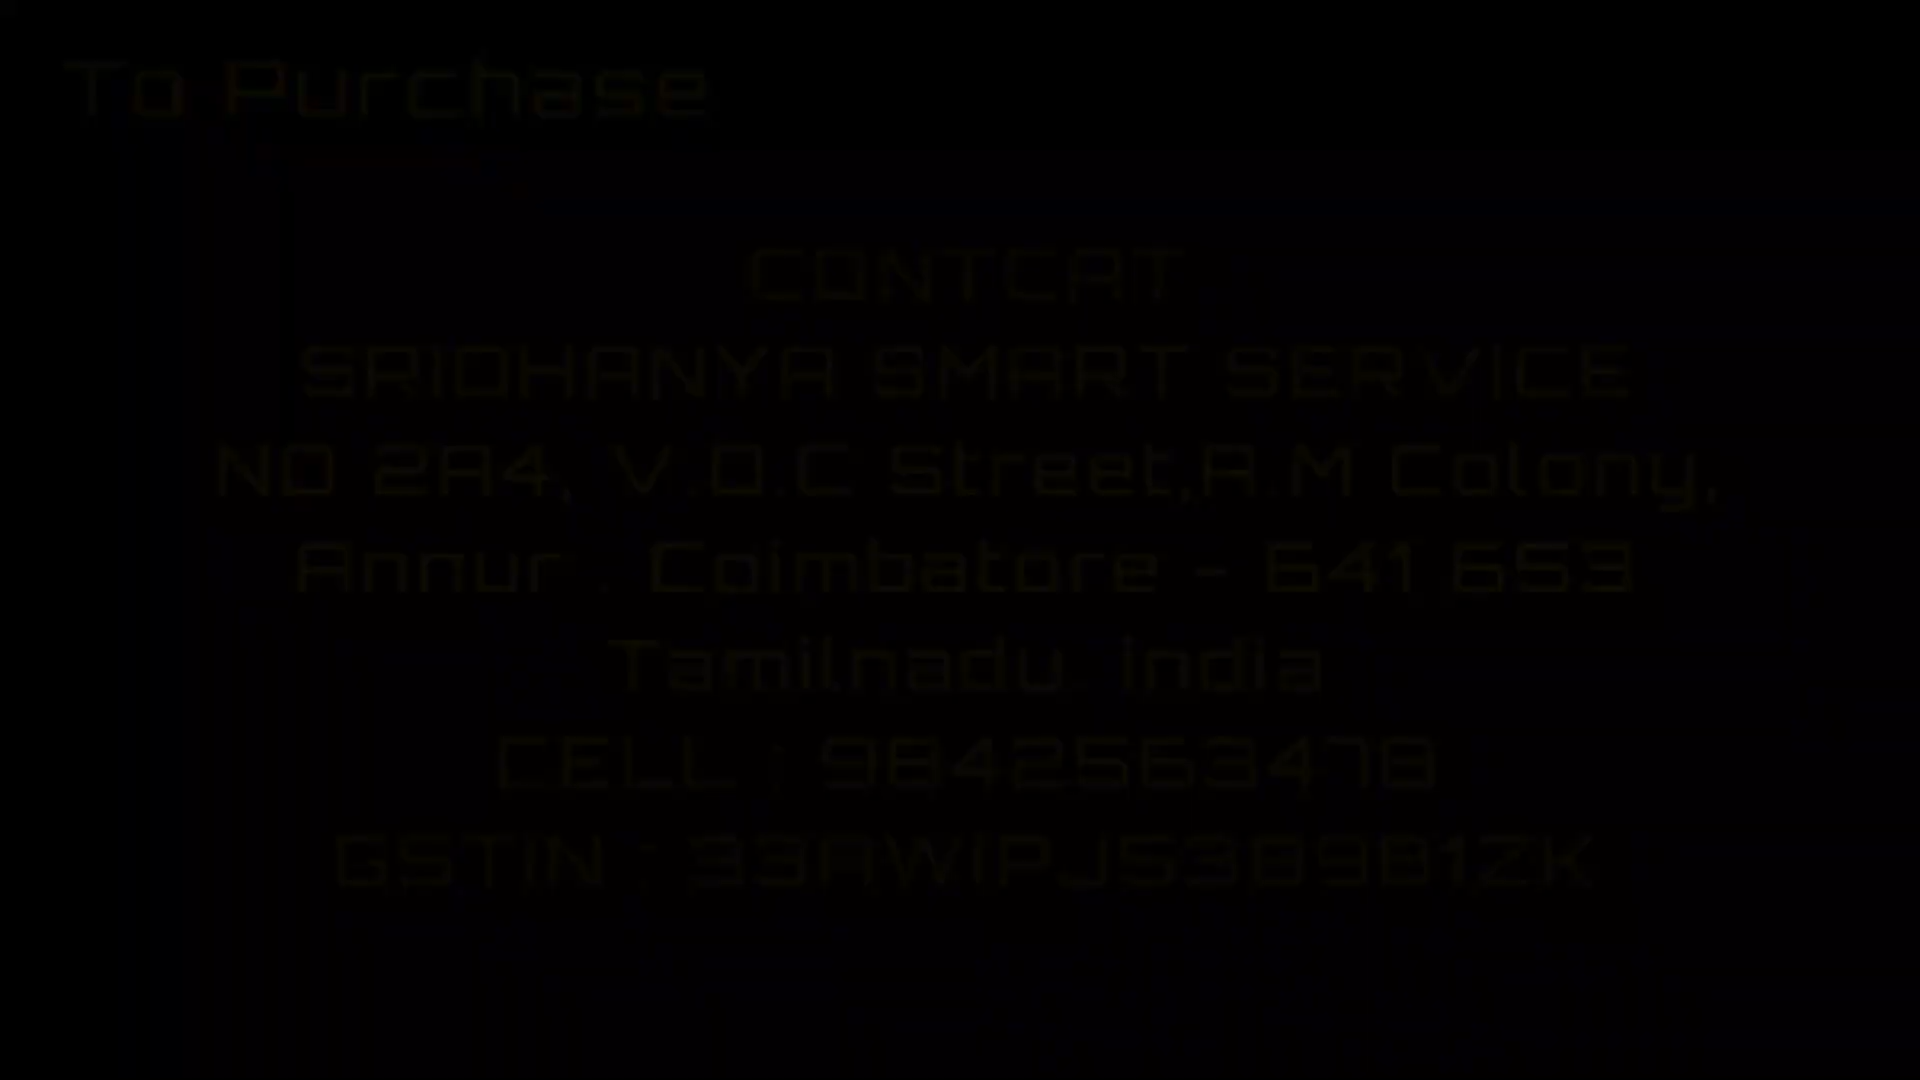 To Purchase
CONTCAT
SRIDHANYA SMART SERVICE
NO 2A4, V.O.C Street,A.M Colony,
Annur . Coimbatore - 641 653
Tamilnadu. India
CELL : 9842563478
GSTIN : 33AWIPJ5389B1ZK